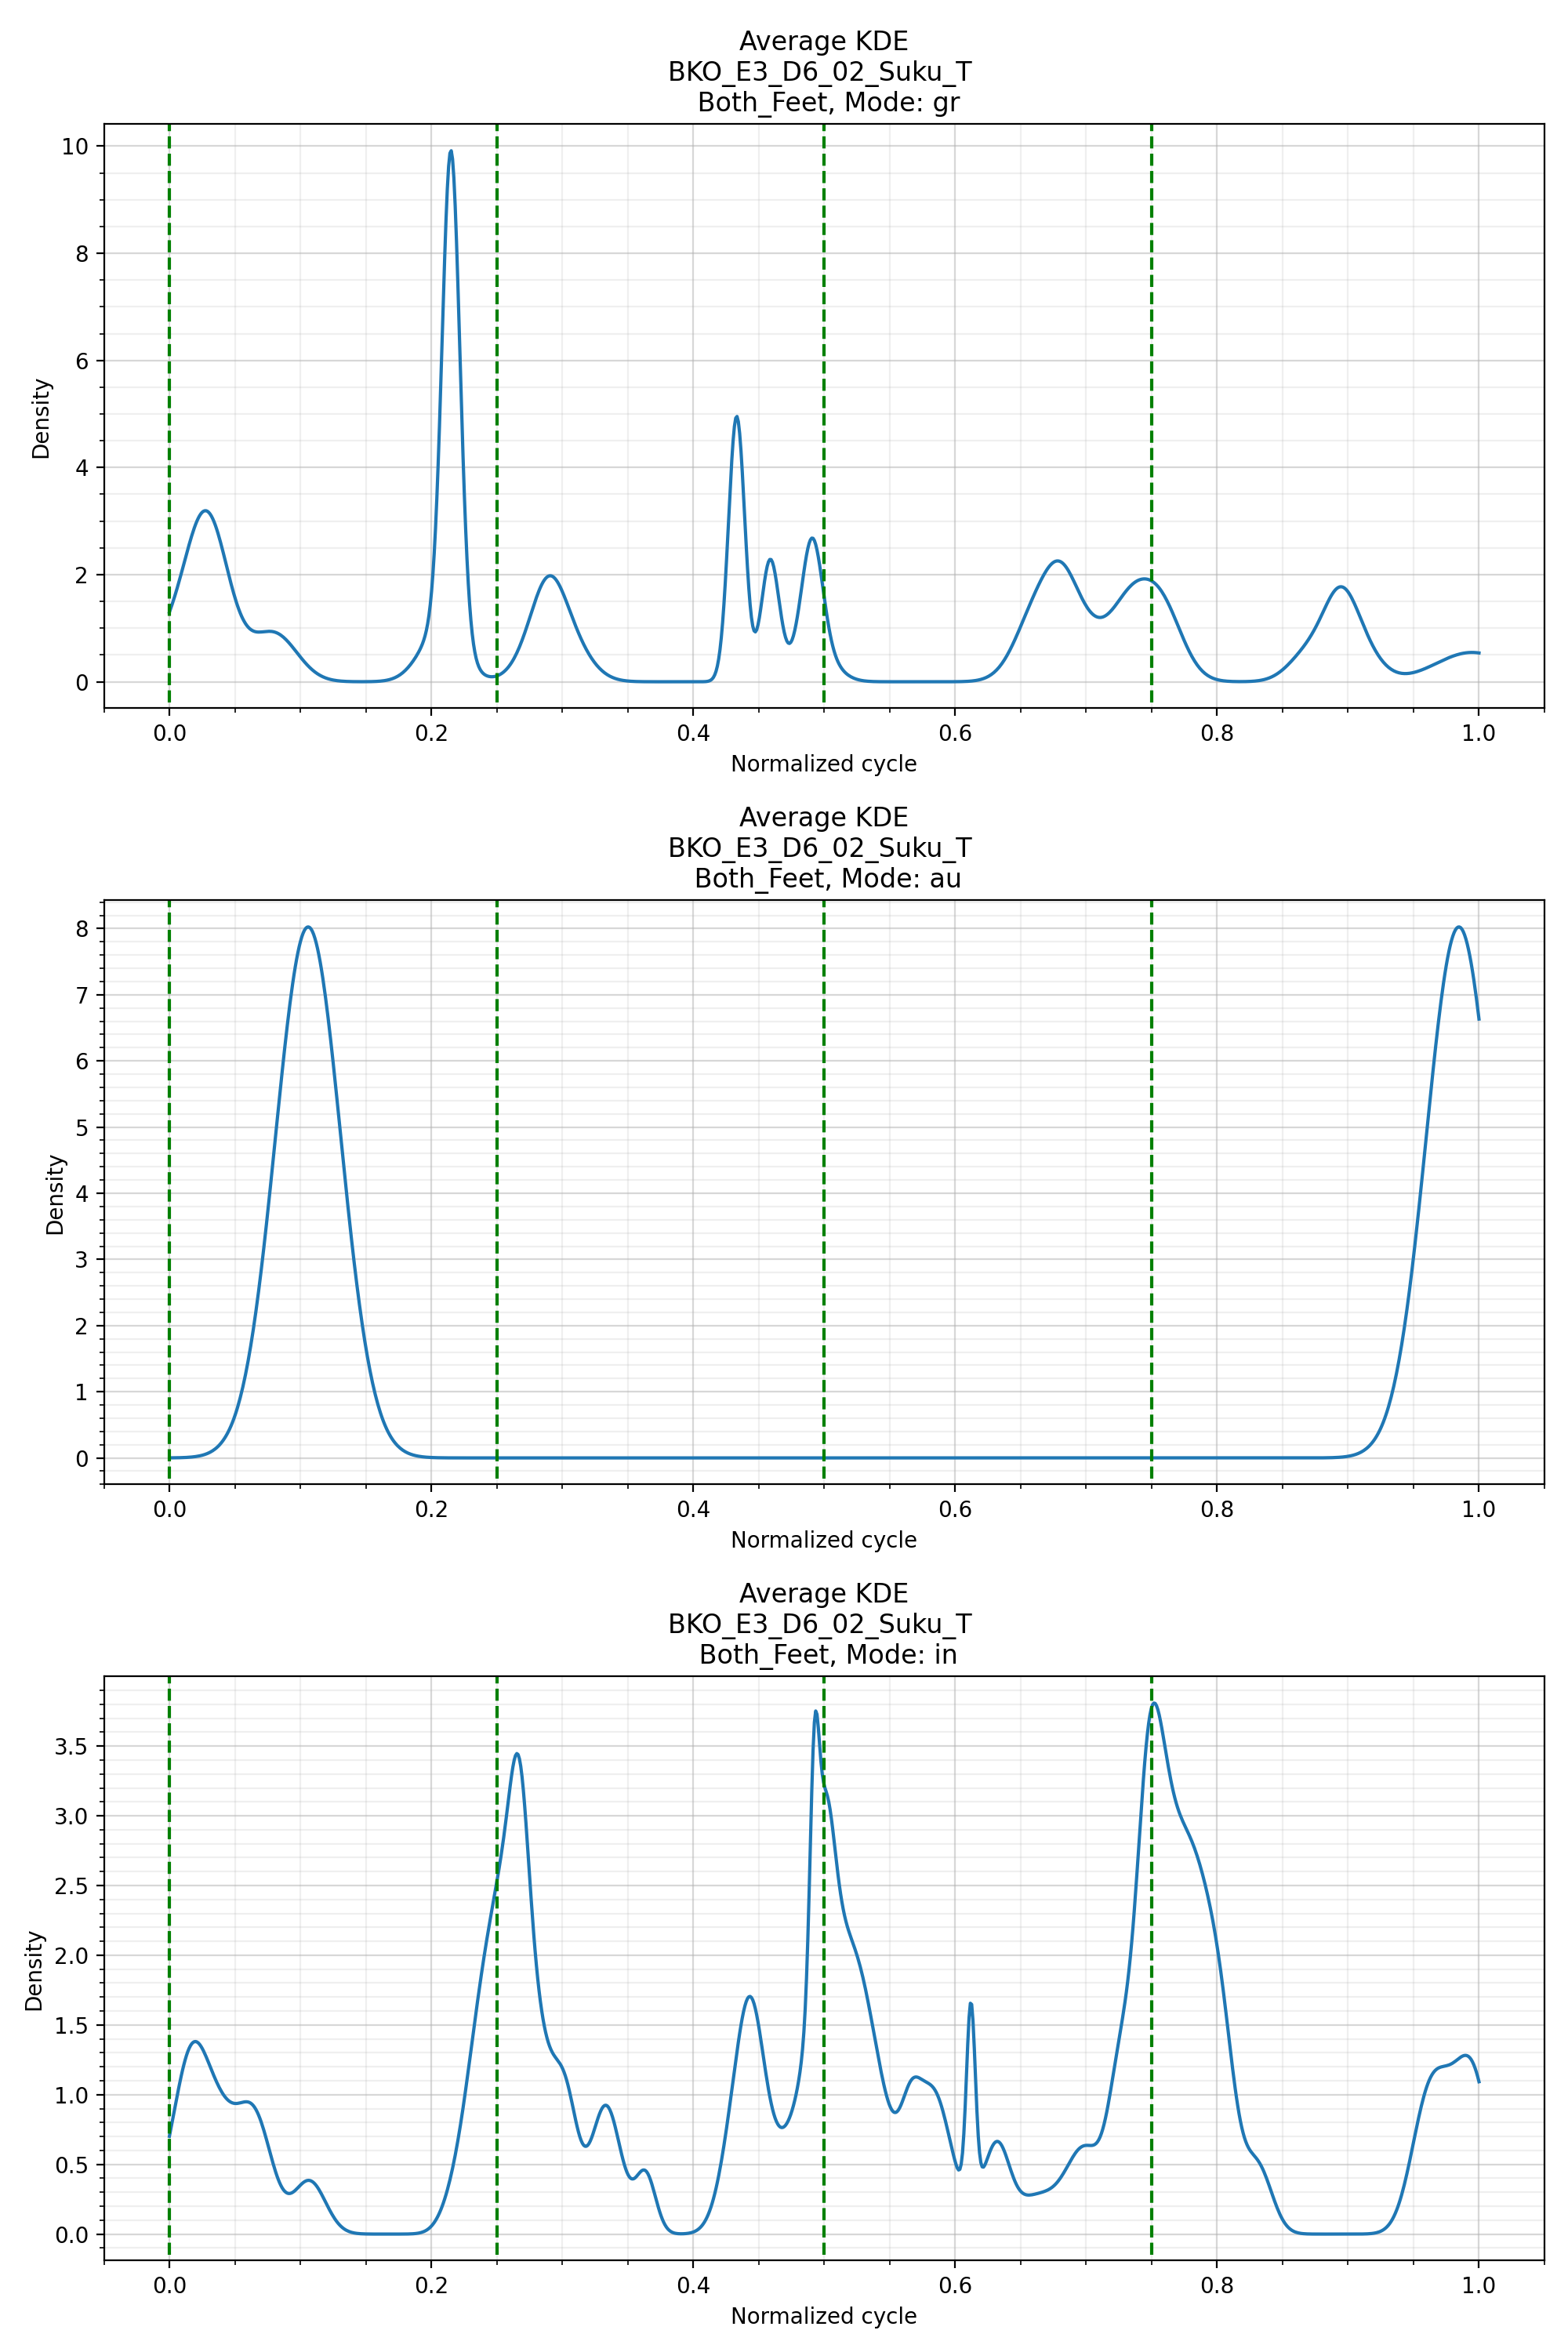 Average KDE
BKO_E3_D6_02_Suku_T
Both_Feet, Mode: gr
10
8
6
4
2
0
Density
0.0 0.2 0.4 0.6 0.8 1.0
Normalized cycle
Average KDE
BKO_E3_D6_02_Suku_T
Both_Feet, Mode: au
8
7
6
5
4
3
2
1
0
Density
0.0 0.2 0.4 0.6 0.8 1.0
Normalized cycle
Average KDE
BKO_E3_D6_02_Suku_T
Both_Feet, Mode: in
3.5
3.0
2.5
2.0
1.5
1.0
0.5
0.0
Density
0.0 0.2 0.4 0.6 0.8 1.0
Normalized cycle